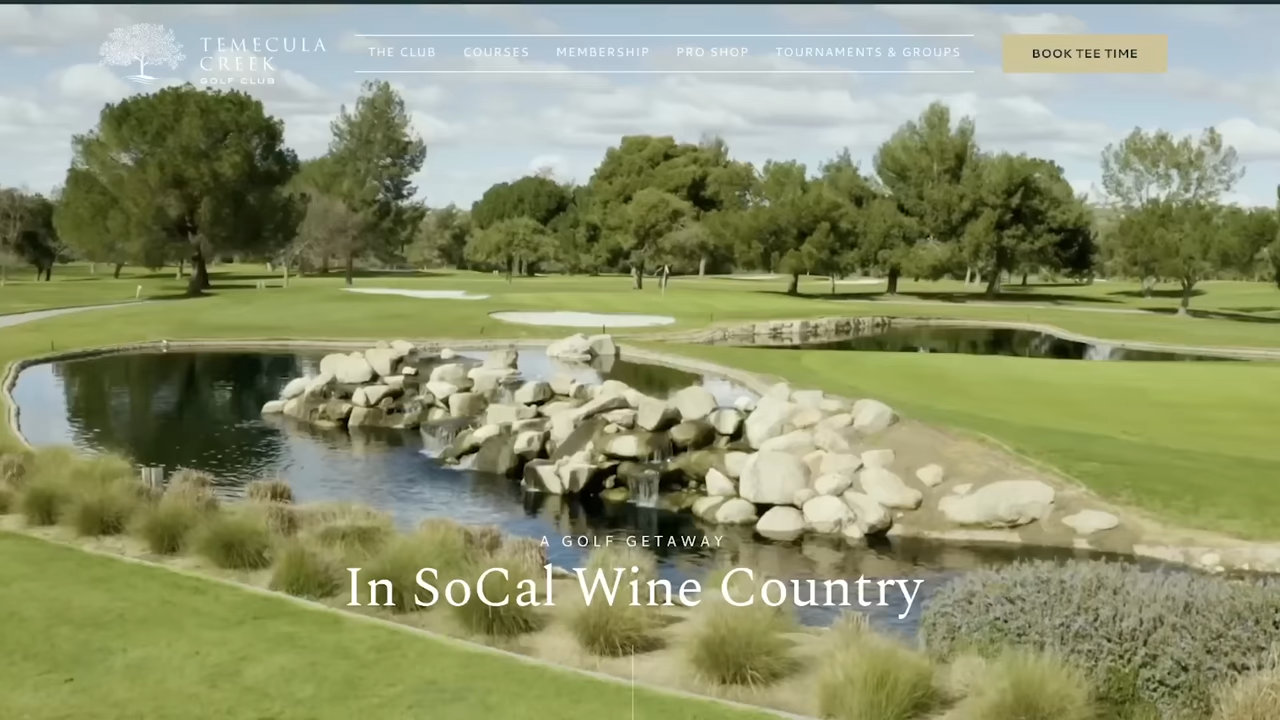 TEMECULA
CREEK
GOLF CLUB
THE CLUB COURSES MEMBERSHIP PRO SHOP TOURNAMENTS & GROUPS
BOOK TEE TIME
A GOLF GETAWAY
In SoCal Wine Country